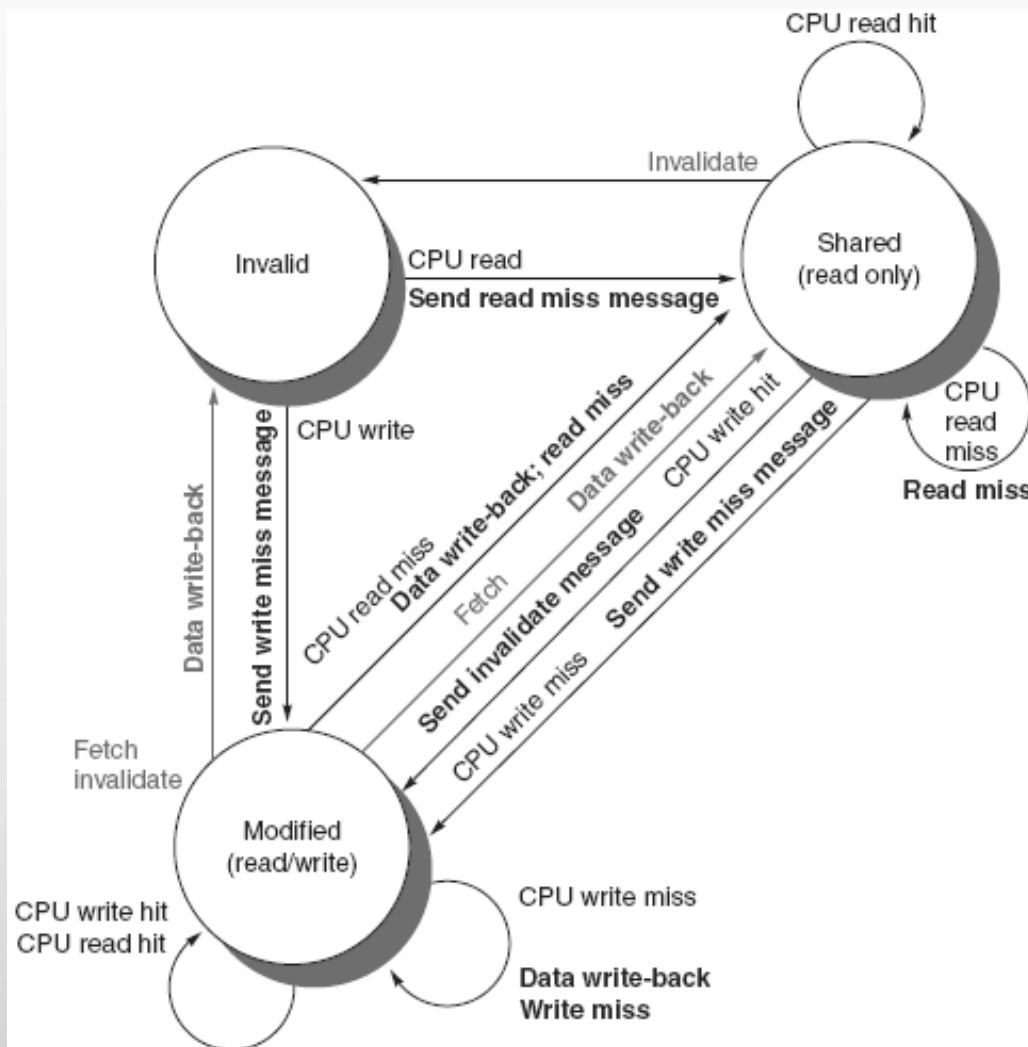 CPU read hit
Invalidate
Invalid
Shared
(read only)
CPU read
Send read miss message
CPU write
Send write miss message
Data write-back
Fetch
invalidate
CPU read miss
Data write-back; read miss
Fetch
Data write-back
Send invalidate message
CPU write hit
CPU write miss
Send write miss message
CPU
read
miss
Read miss
Modified
(read/write)
CPU write hit
CPU read hit
CPU write miss
Data write-back
Write miss